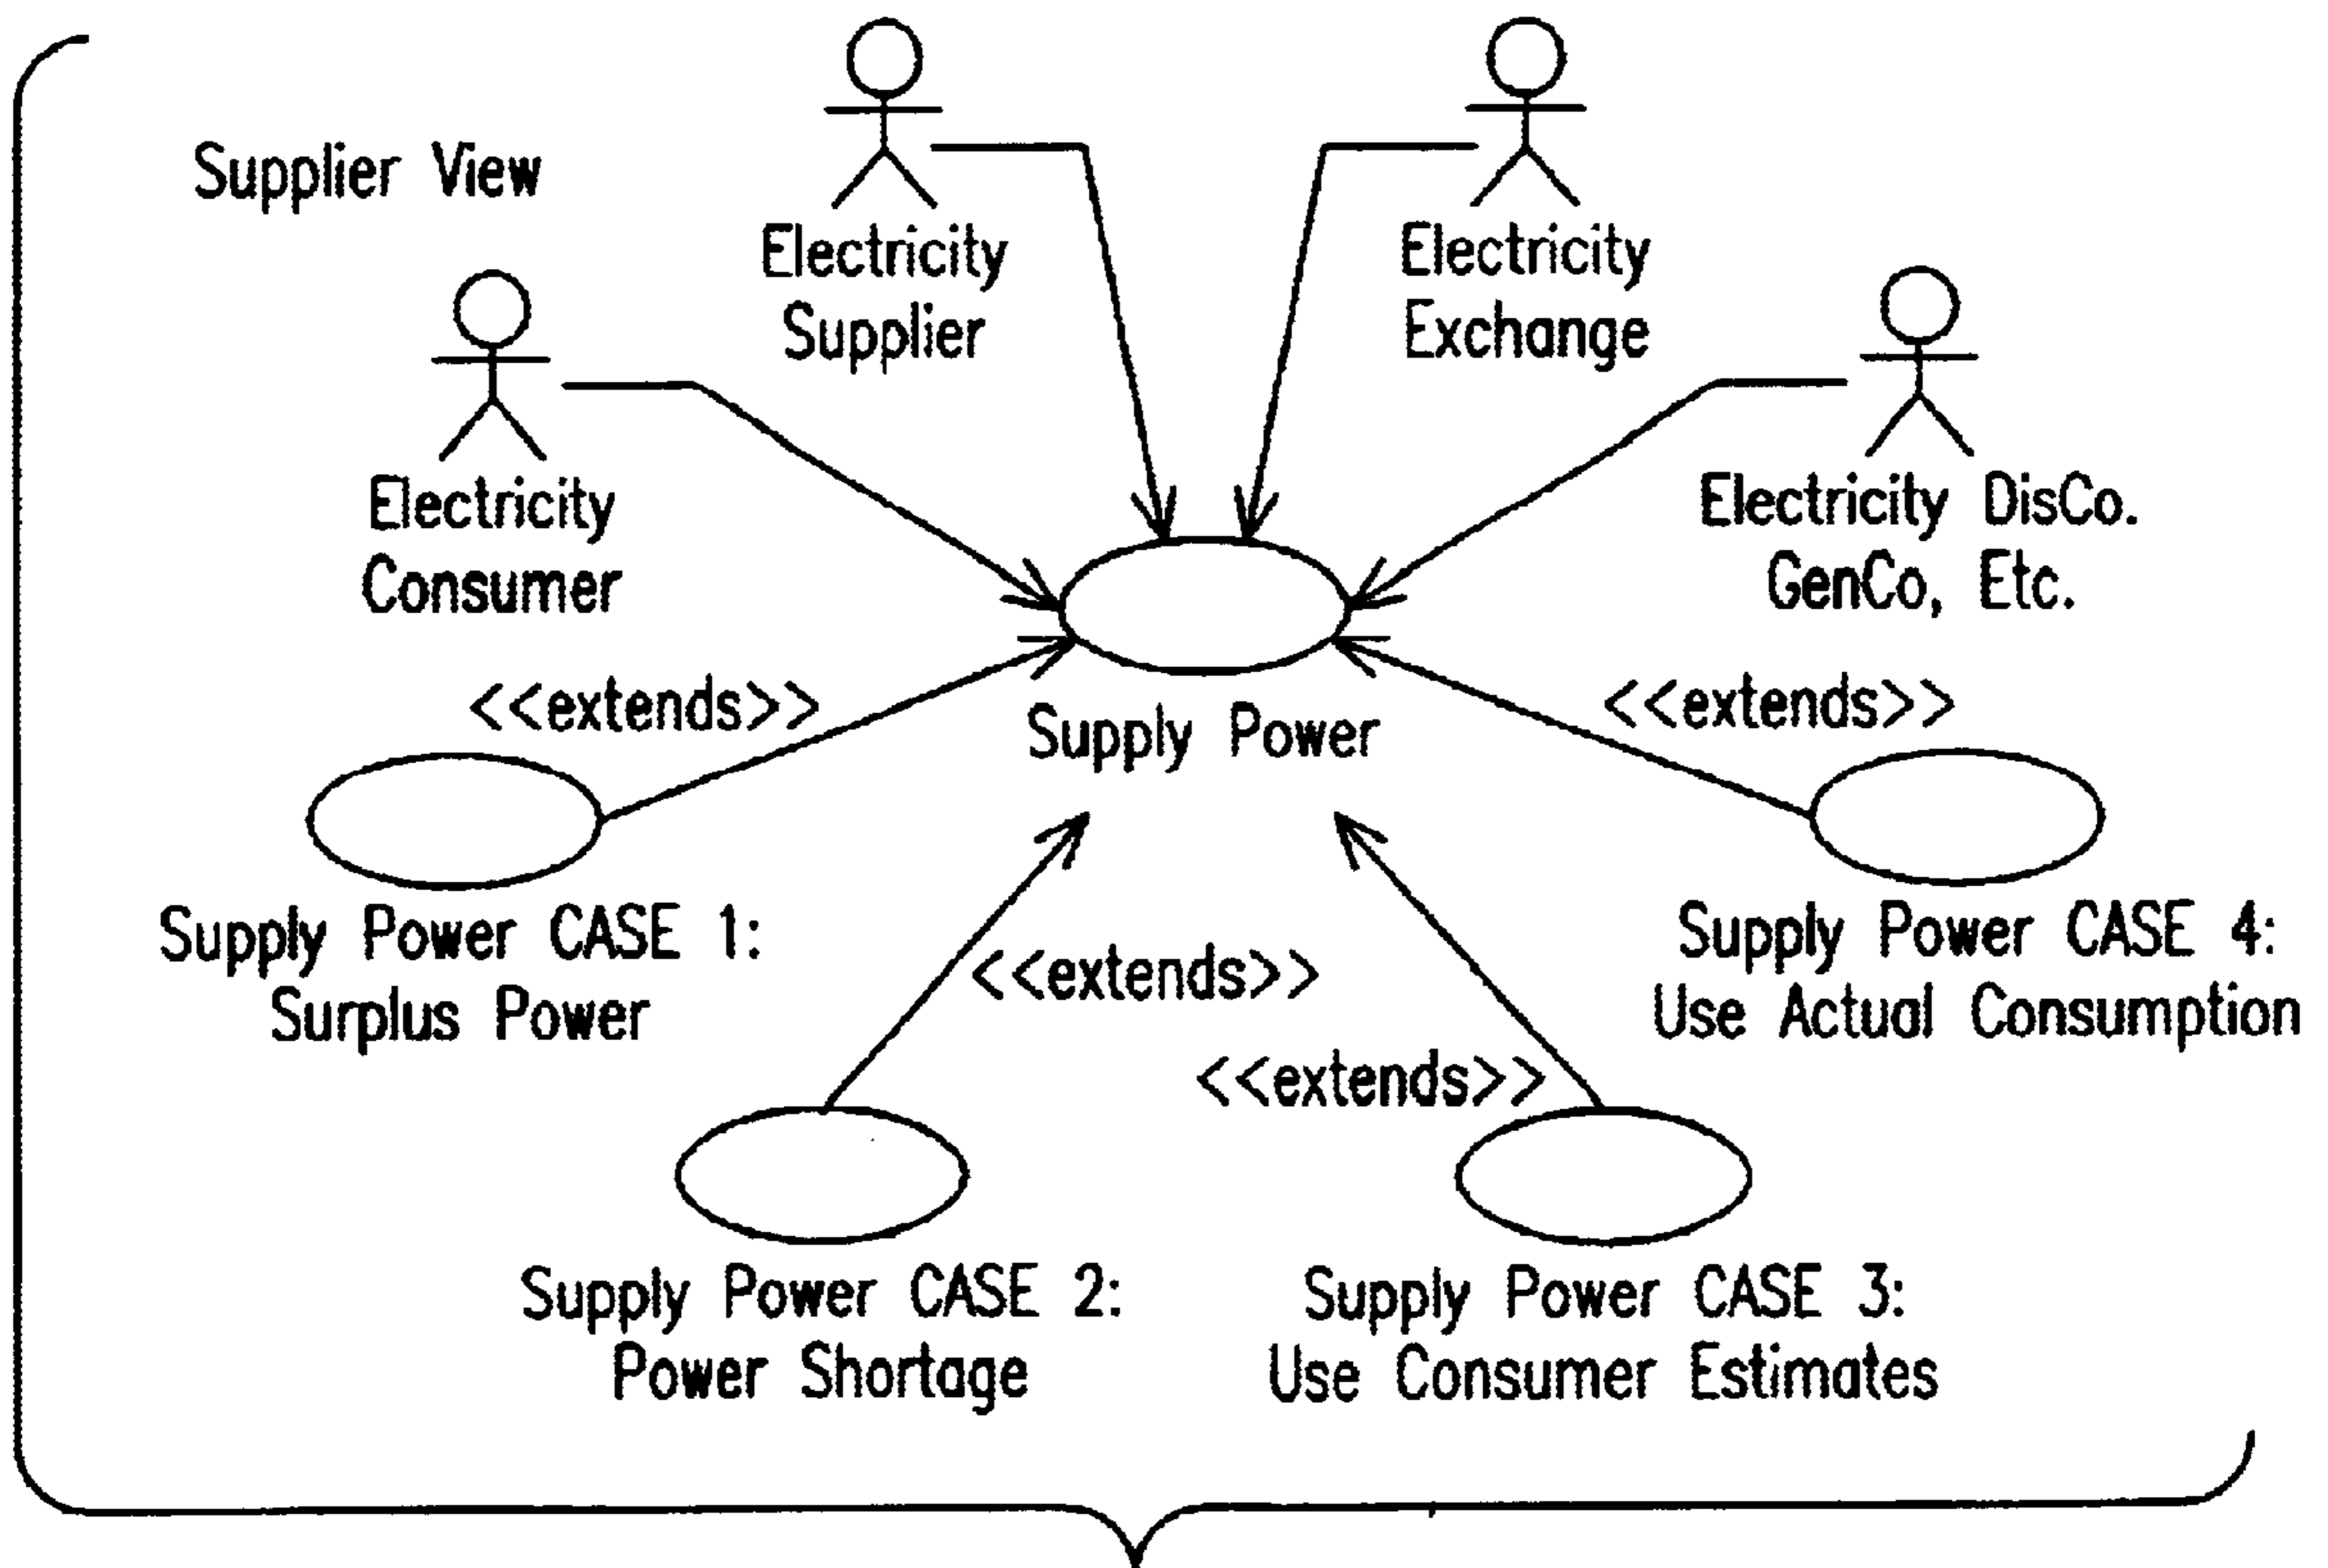 Supplier View
Electricity
Supplier
Electricity
Exchange
Electricity
Consumer
Electricity DisCo.
GenCo, Etc.
<<extends>>
Supply Power
<<extends>>
Supply Power CASE 1:
Surplus Power
<<extends>>
Supply Power CASE 4:
Use Actual Consumption
<<extends>>
Supply Power CASE 2:
Power Shortage
Supply Power CASE 3:
Use Consumer Estimates